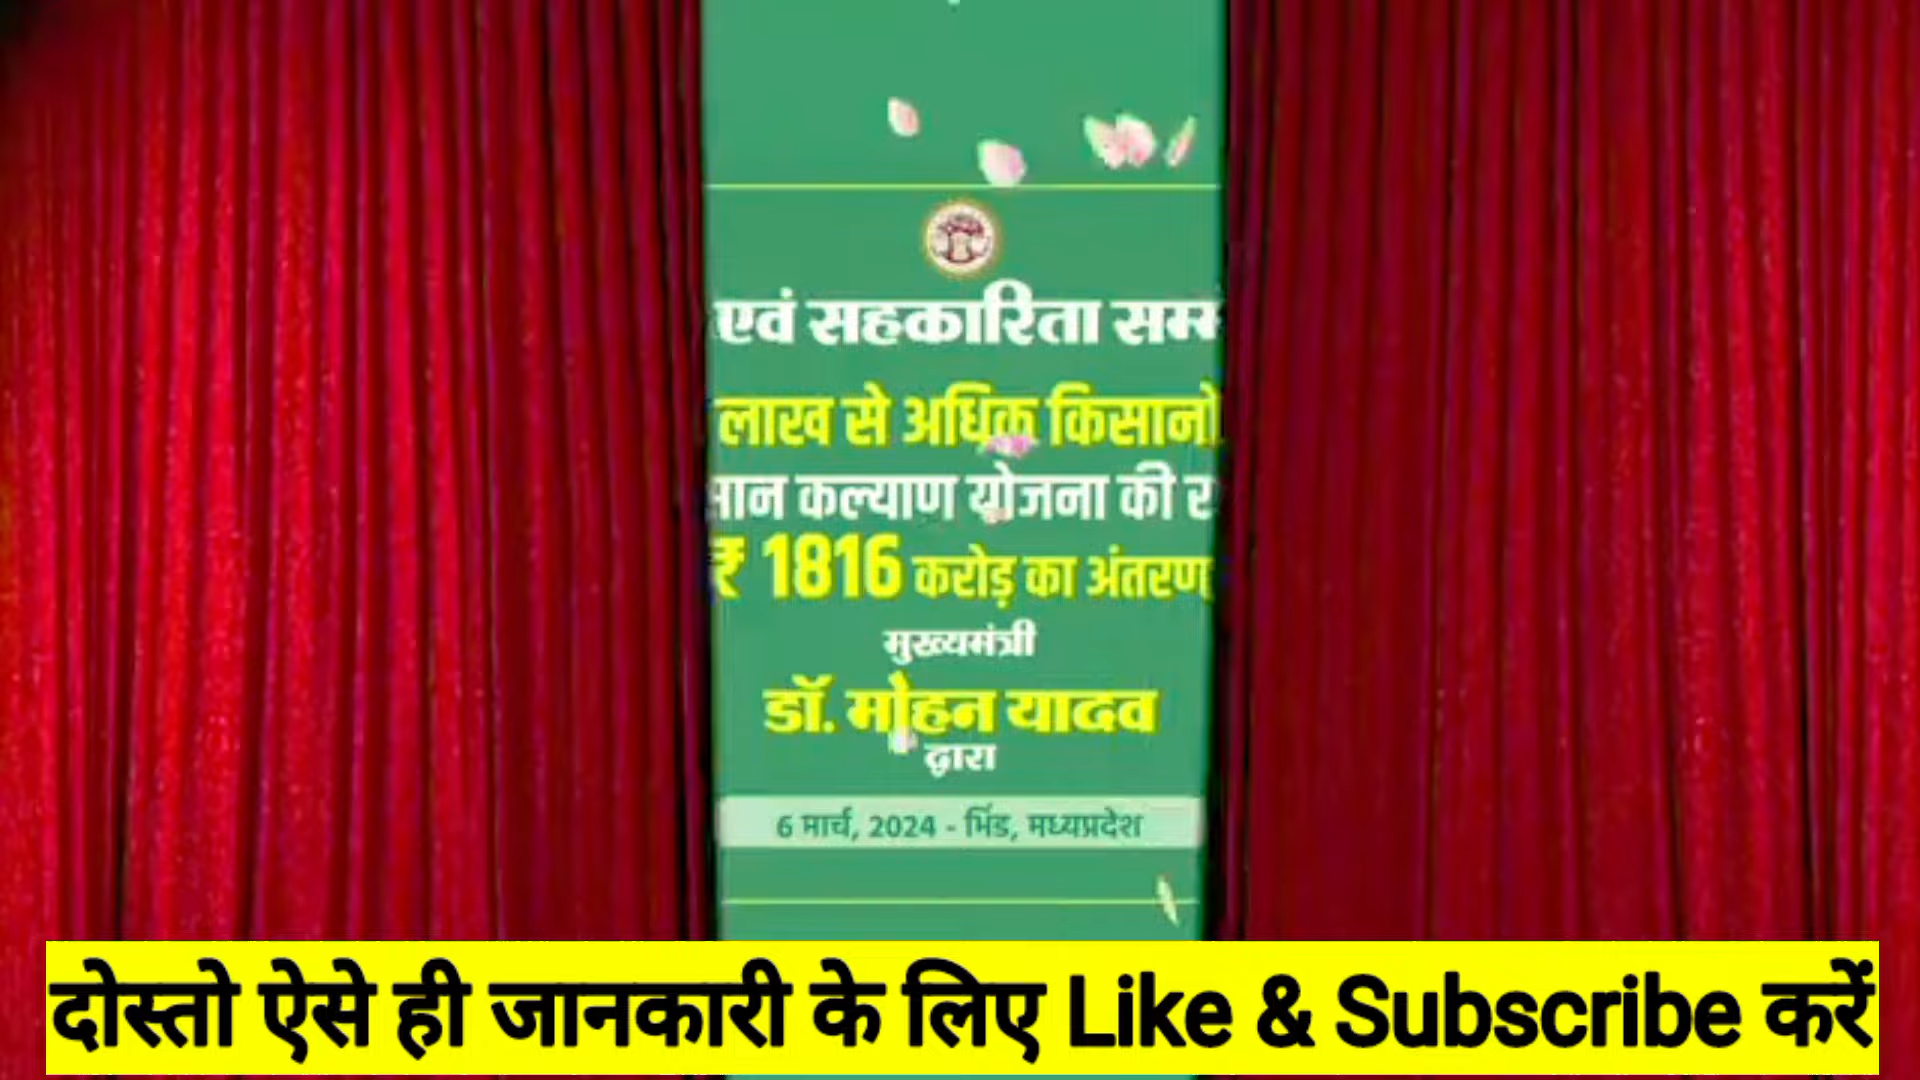 एवं सहकारिता
लाख से अधिक किसानों
कल्याण योजना की
₹ 1816 करोड़ का अंतरण
मुख्यमंत्री
डॉ. मोहन यादव
द्वारा
6 मार्च, 2024 - भिंड, मध्यप्रदेश
दोस्तो ऐसे ही जानकारी के लिए Like & Subscribe करें